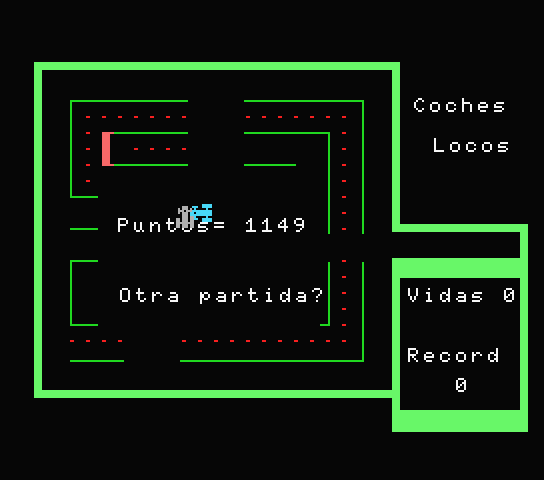 Coches
Locos
Puntos= 1149
Otra partida?
Vidas 0
Record
0